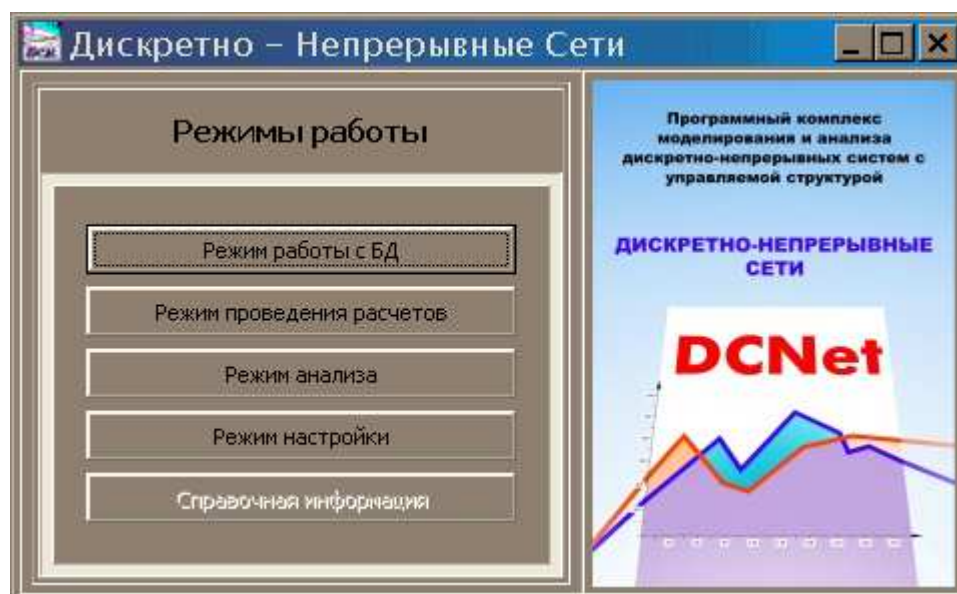 Дискретно – Непрерывные Сети
Режимы работы
Режим работы с БД
Режим проведения расчетов
Режим анализа
Режим настройки
Справочная информация
Программный комплекс
моделирования и анализа
дискретно-непрерывных систем с
управляемой структурой
ДИСКРЕТНО-НЕПРЕРЫВНЫЕ
СЕТИ
DCNet